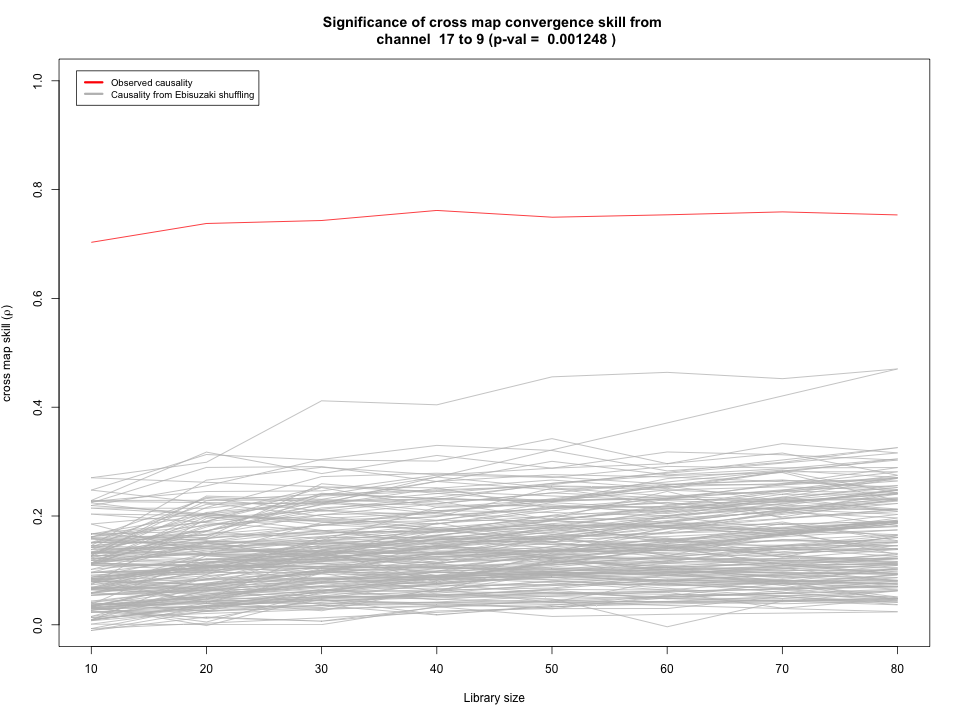 Significance of cross map convergence skill from
channel  17 to 9 (p-val =  0.001248 )
cross map skill (ρ)
1.0
0.8
0.6
0.4
0.2
0.0
Observed causality
Causality from Ebisuzaki shuffling
10 20 30 40 50 60 70 80
Library size